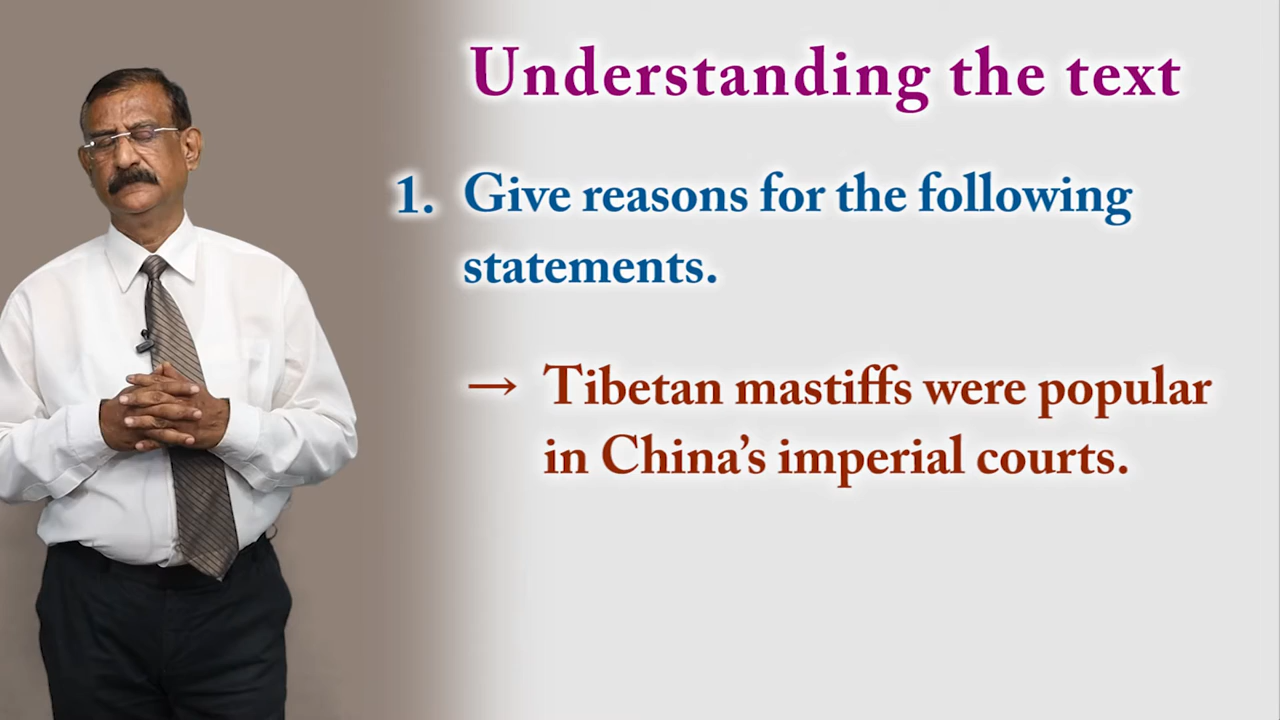 Understanding the text
1. Give reasons for the following
statements.
→ Tibetan mastiffs were popular
in China’s imperial courts.